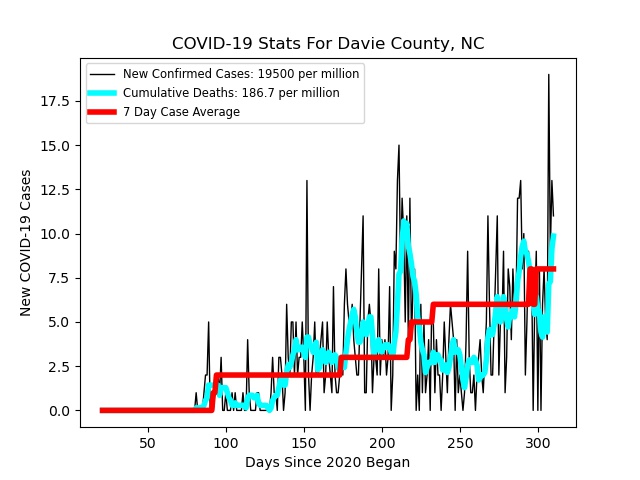 COVID-19 Stats For Davie County, NC
New Confirmed Cases: 19500 per million
Cumulative Deaths: 186.7 per million
7 Day Case Average
New COVID-19 Cases
17.5
15.0
12.5
10.0
7.5
5.0
2.5
0.0
50 100 150 200 250 300
Days Since 2020 Began